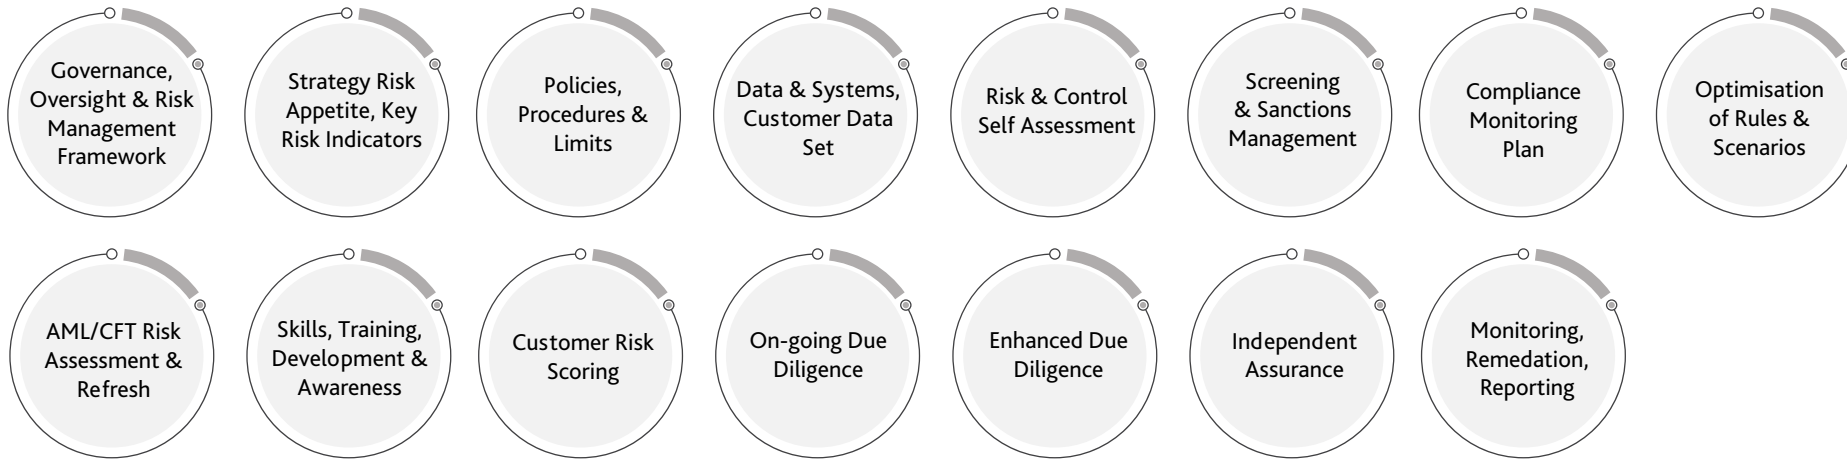 Governance,
Oversight & Risk
Management
Framework
Strategy Risk
Appetite, Key
Risk Indicators
Policies,
Procedures &
Limits
Data & Systems,
Customer Data
Set
Risk & Control
Self Assessment
Screening
& Sanctions
Management
Compliance
Monitoring
Plan
Optimisation
of Rules &
Scenarios
AML/CFT Risk
Assessment &
Refresh
Skills, Training,
Development &
Awareness
Customer Risk
Scoring
On-going Due
Diligence
Enhanced Due
Diligence
Independent
Assurance
Monitoring,
Remedation,
Reporting